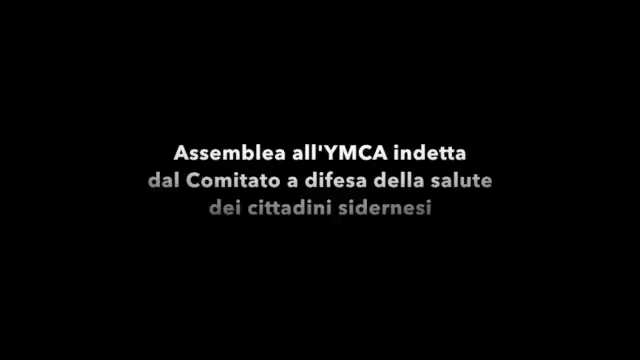 Assemblea all'YMCA indetta
dal Comitato a difesa della salute
dei cittadini sidernesi